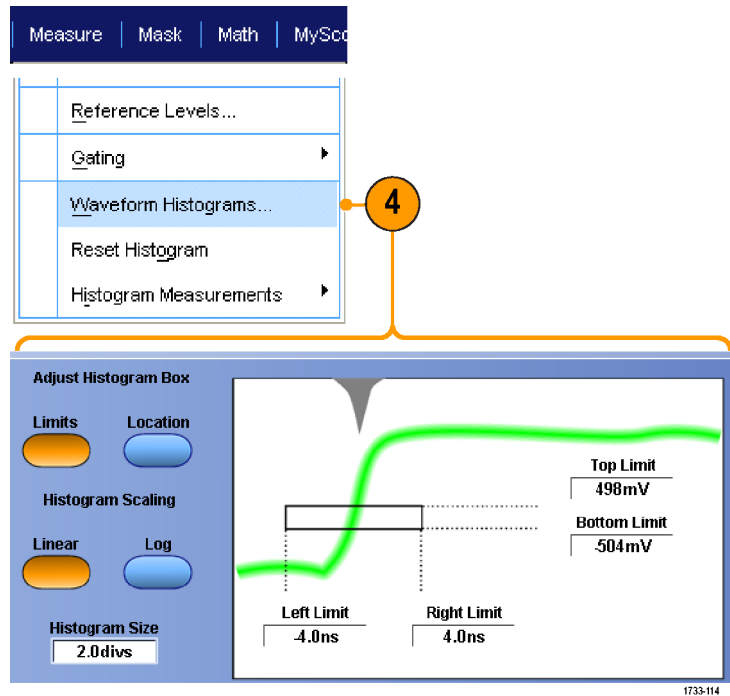 Measure Mask Math MySco
Reference Levels...
Gating
Waveform Histograms...
4
Reset Histogram
Histogram Measurements
Adjust Histogram Box
Limits Location
Histogram Scaling
Linear Log
Histogram Size
2.0divs
Top Limit
498mV
Bottom Limit
-504mV
Left Limit Right Limit
-4.0ns 4.0ns
1733-114